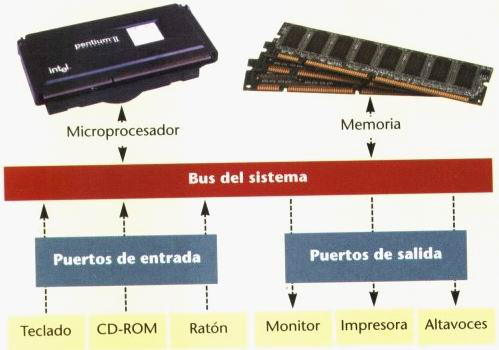 pentium II
intel
Microprocesador
Memoria
Bus del sistema
Puertos de entrada
Puertos de salida
Teclado
CD-ROM
Ratón
Monitor
Impresora
Altavoces